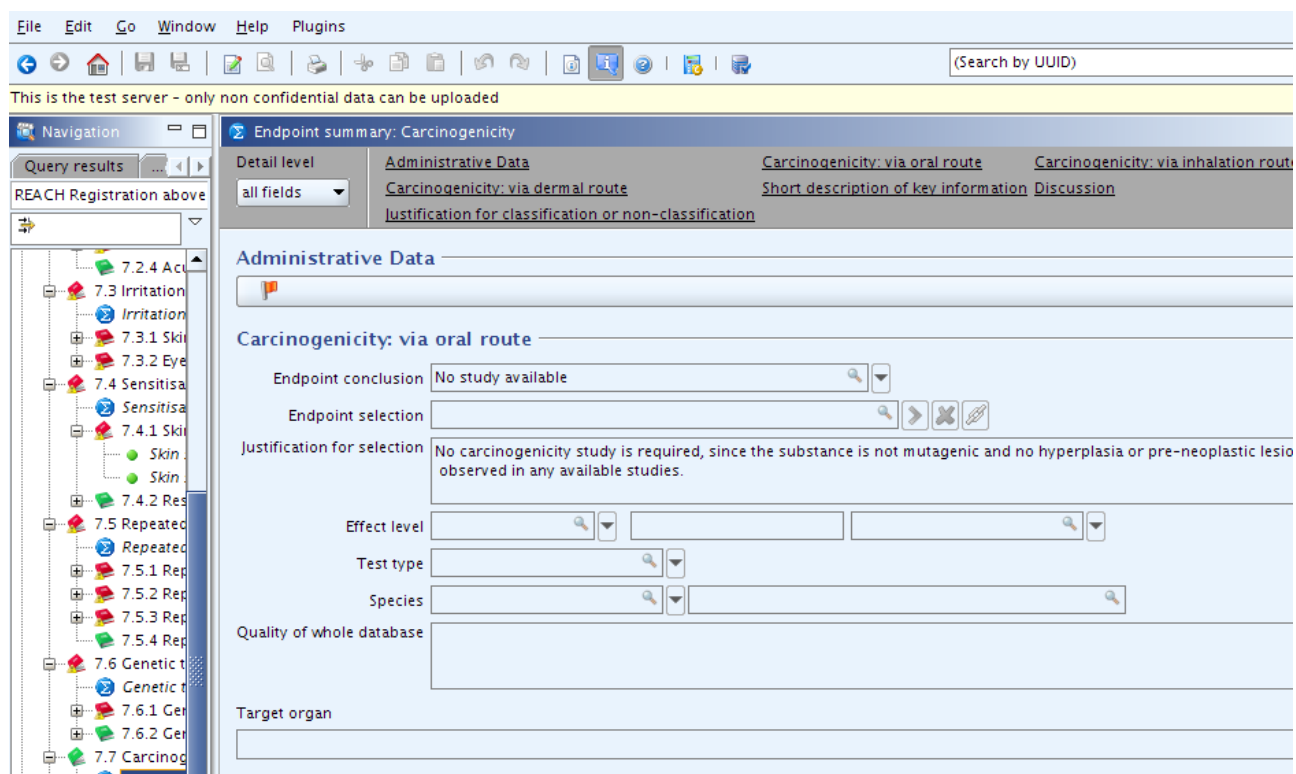 File Edit Go Window Help Plugins
(Search by UUID)
This is the test server - only non confidential data can be uploaded
Navigation
Endpoint summary: Carcinogenicity
Query results ...
Detail level
Administrative Data Carcinogenicity: via oral route Carcinogenicity: via inhalation route
REACH Registration above
all fields
Carcinogenicity: via dermal route Short description of key information Discussion
Justification for classification or non-classification
Administrative Data
7.2.4 Acu
7.3 Irritation
Irritation
7.3.1 Ski
7.3.2 Eye
7.4 Sensitisa
Sensitisa
7.4.1 Ski
Skin
Skin
7.4.2 Res
7.5 Repeated
Repeated
7.5.1 Rep
7.5.2 Rep
7.5.3 Rep
7.5.4 Rep
7.6 Genetic t
Genetic t
7.6.1 Ger
7.6.2 Ger
7.7 Carcinog
Carcinogenicity: via oral route
Endpoint conclusion No study available
Endpoint selection
Justification for selection No carcinogenicity study is required, since the substance is not mutagenic and no hyperplasia or pre-neoplastic lesio
observed in any available studies.
Effect level
Test type
Species
Quality of whole database
Target organ